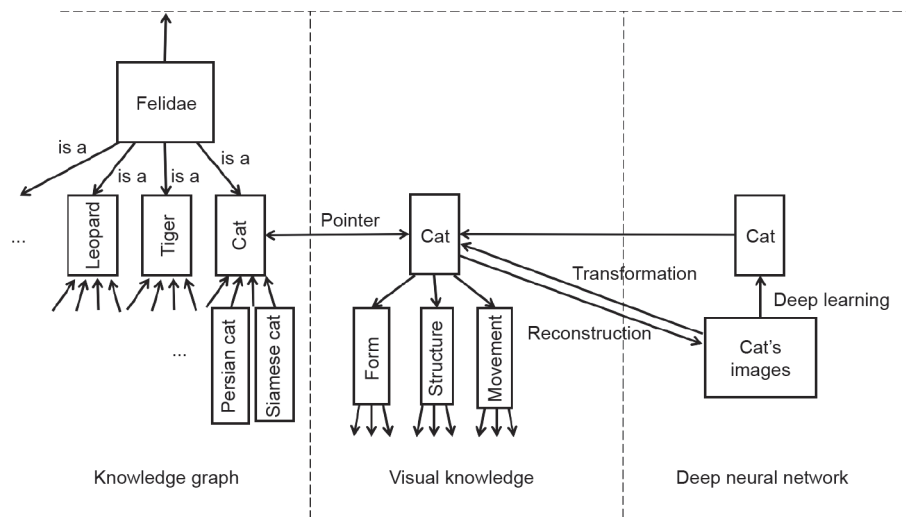 Felidae
is a
is a
is a
is a
...
Leopard
Tiger
Cat
...
Persian cat
Siamese cat
Knowledge graph
Pointer
Cat
Form
Structure
Movement
Visual knowledge
Transformation
Reconstruction
Cat
Deep learning
Cat's
images
Deep neural network